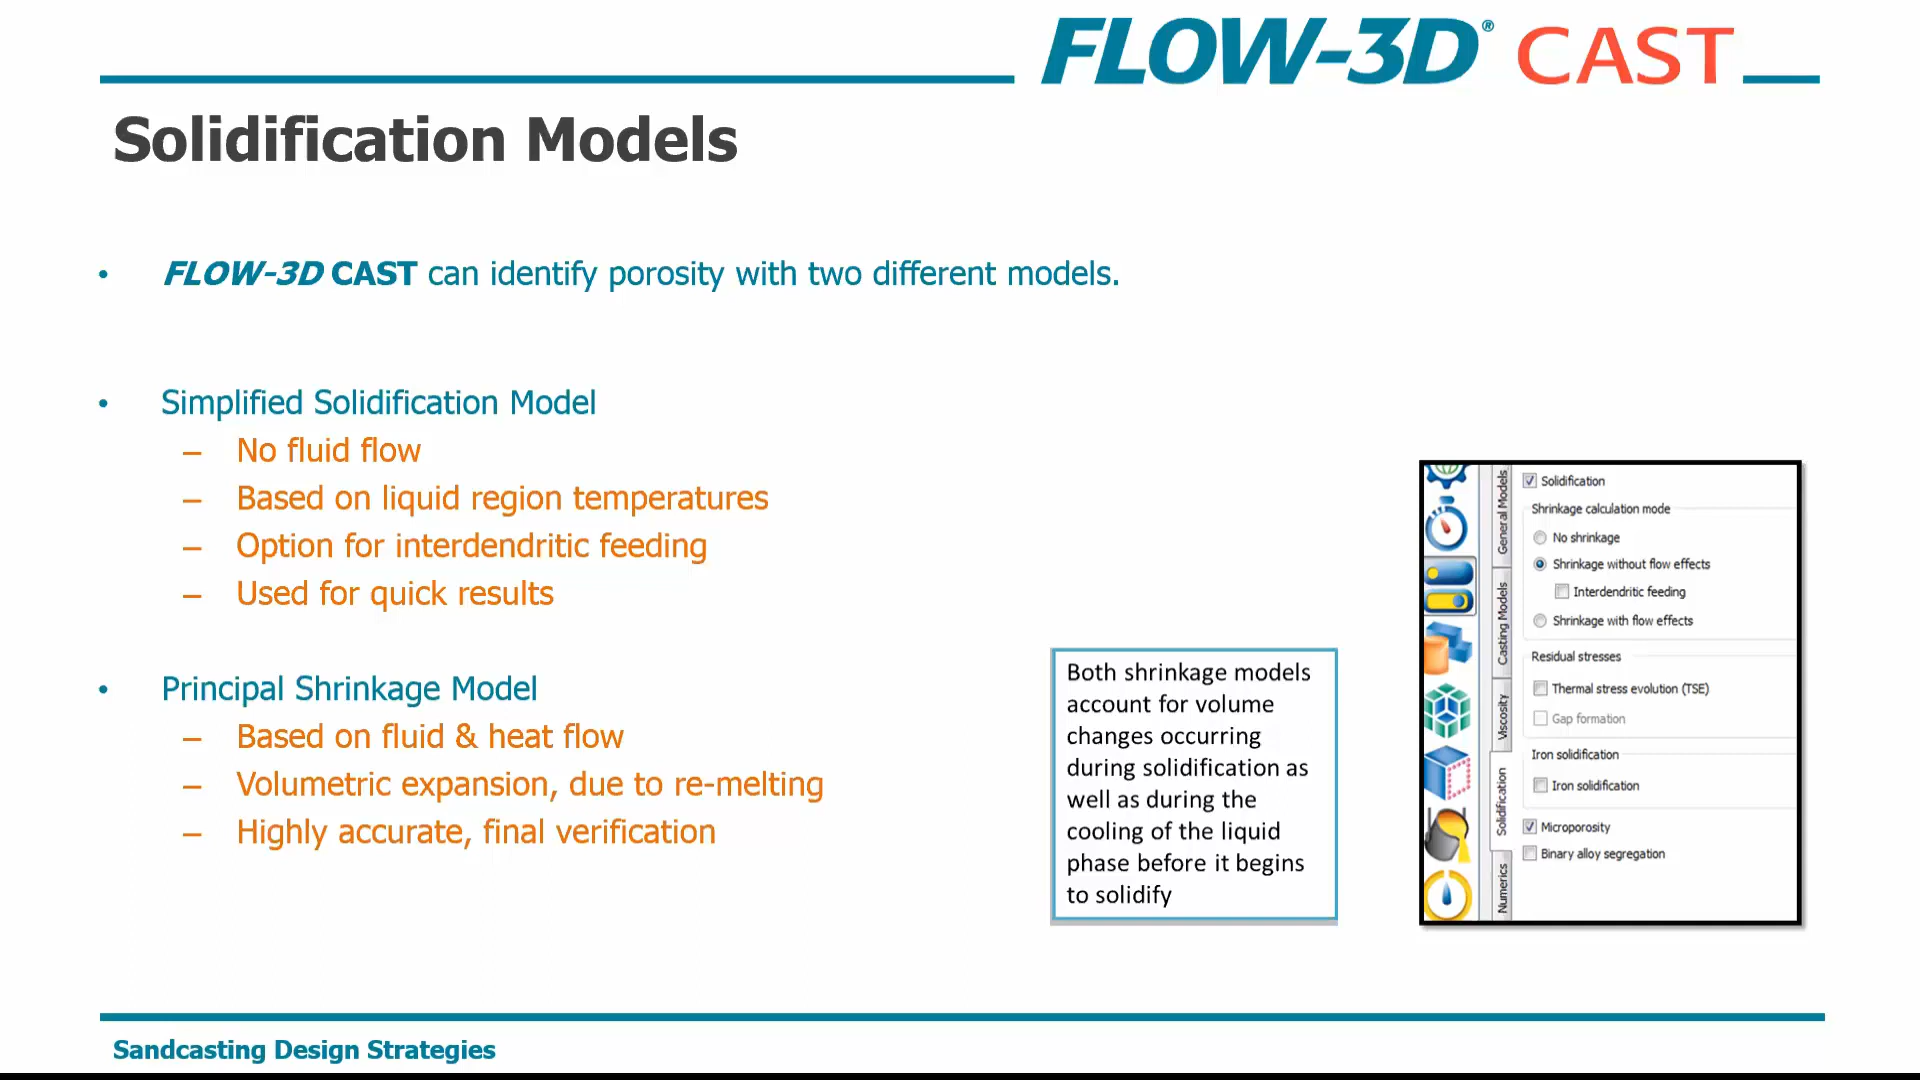 FLOW-3D® CAST
Solidification Models
• FLOW-3D CAST can identify porosity with two different models.
• Simplified Solidification Model
– No fluid flow
– Based on liquid region temperatures
– Option for interdendritic feeding
– Used for quick results
• Principal Shrinkage Model
– Based on fluid & heat flow
– Volumetric expansion, due to re-melting
– Highly accurate, final verification
Both shrinkage models
account for volume
changes occurring
during solidification as
well as during the
cooling of the liquid
phase before it begins
to solidify
General Models
Casting Models
Viscosity
Solidification
Numerics
Solidification
Shrinkage calculation mode
No shrinkage
Shrinkage without flow effects
Interdendritic feeding
Shrinkage with flow effects
Residual stresses
Thermal stress evolution (TSE)
Gap formation
Iron solidification
Iron solidification
Microporosity
Binary alloy segregation
Sandcasting Design Strategies